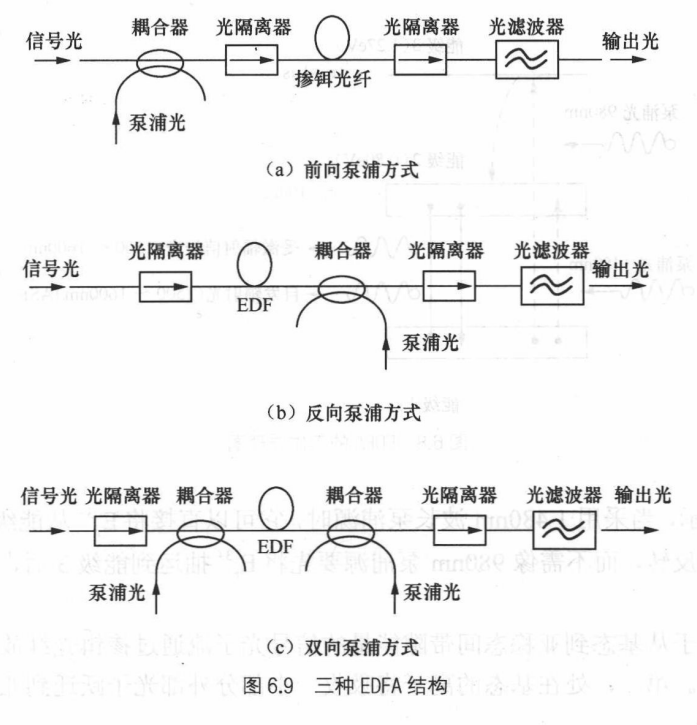 信号光 耦合器 光隔离器 光隔离器 光滤波器 输出光
掺铒光纤
泵浦光
（a）前向泵浦方式
信号光 光隔离器 耦合器 光隔离器 光滤波器 输出光
EDF
泵浦光
（b）反向泵浦方式
信号光 光隔离器 耦合器 耦合器 光隔离器 光滤波器 输出光
EDF
泵浦光 泵浦光
（c）双向泵浦方式
图 6.9 三种 EDFA 结构